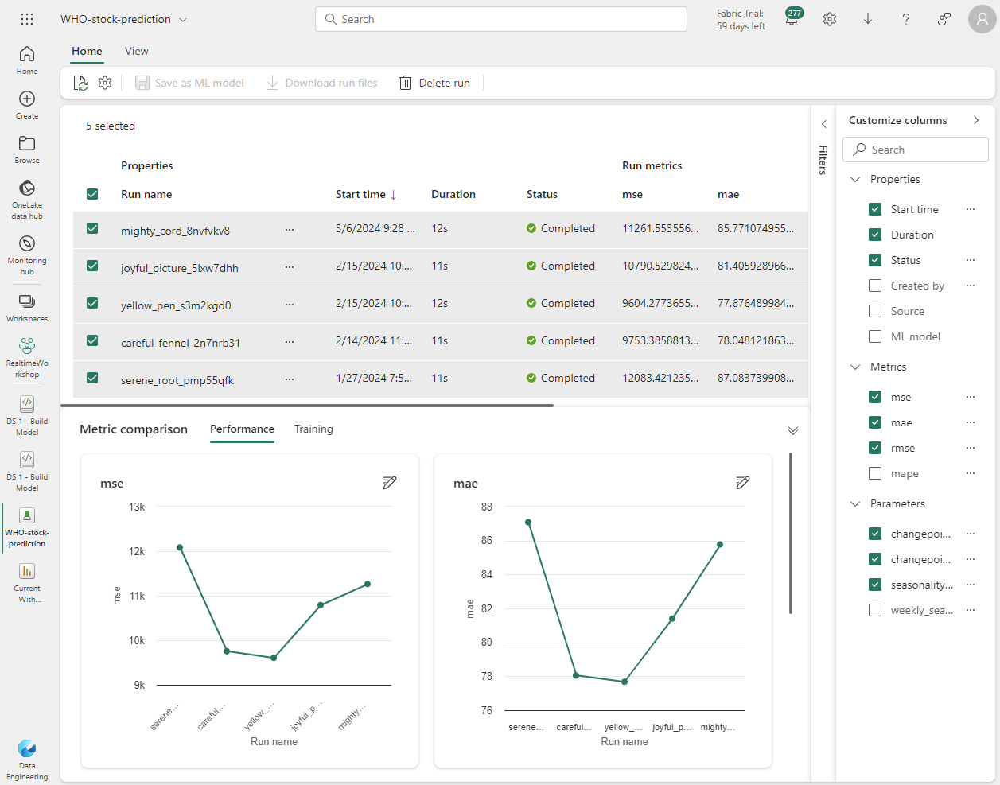 WHO-stock-prediction
Search
Fabric Trial:
59 days left
277
Home
View
Save as ML model
Download run files
Delete run
Home
Create
Browse
OneLake
data hub
Monitoring
hub
Workspaces
RealtimeWo
rkshop
DS 1 - Build
Model
DS 1 - Build
Model
WHO-stock-
prediction
Current
With...
Data
Engineering
5 selected
Properties
Run metrics
Run name
Start time
Duration
Status
mse
mae
mighty_cord_8nvfvkv8 ... 3/6/2024 9:28 ... 12s Completed 11261.553556... 85.771074955...
joyful_picture_5lxw7dhh ... 2/15/2024 10:... 11s Completed 10790.529824... 81.405928966...
yellow_pen_s3m2kgd0 ... 2/15/2024 10:... 12s Completed 9604.2773655... 77.676489984...
careful_fennel_2n7nrb31 ... 2/14/2024 11:... 11s Completed 9753.3858813... 78.048121863...
serene_root_pmp55qfk ... 1/27/2024 7:5... 11s Completed 12083.421235... 87.083739908...
Metric comparison
Performance
Training
mse
13k
12k
11k
10k
9k
mse
serene...
careful...
yellow_...
joyful_p...
mighty...
Run name
mae
88
86
84
82
80
78
76
mae
serene...
careful...
yellow_...
joyful_p...
mighty...
Run name
Filters
Customize columns
Search
Properties
Start time ...
Duration
Status ...
Created by ...
Source
ML model
Metrics
mse ...
mae ...
rmse ...
mape ...
Parameters
changepoi... ...
changepoi... ...
seasonality... ...
weekly_sea... ...